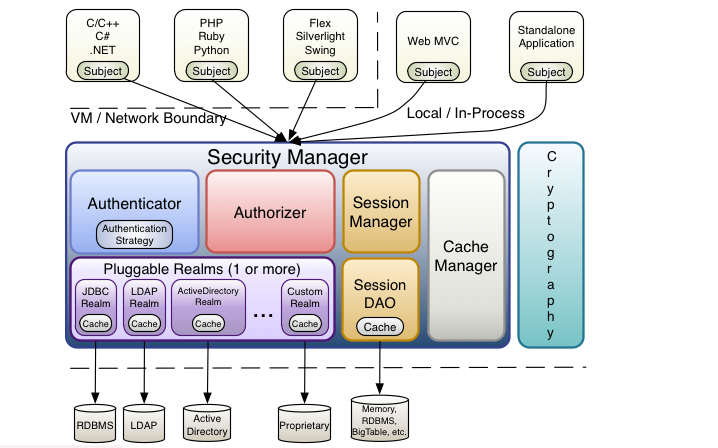 C/C++
C#
.NET
Subject
PHP
Ruby
Python
Subject
Flex
Silverlight
Swing
Subject
Web MVC
Subject
Standalone
Application
Subject
VM / Network Boundary
Local / In-Process
Security Manager
Authenticator
Authentication
Strategy
Authorizer
Session
Manager
Cache
Manager
Cryptography
Pluggable Realms (1 or more)
JDBC
Realm
Cache
LDAP
Realm
Cache
ActiveDirectory
Realm
Cache
...
Custom
Realm
Cache
Session
DAO
Cache
RDBMS
LDAP
Active
Directory
Proprietary
Memory,
RDBMS,
BigTable, etc.